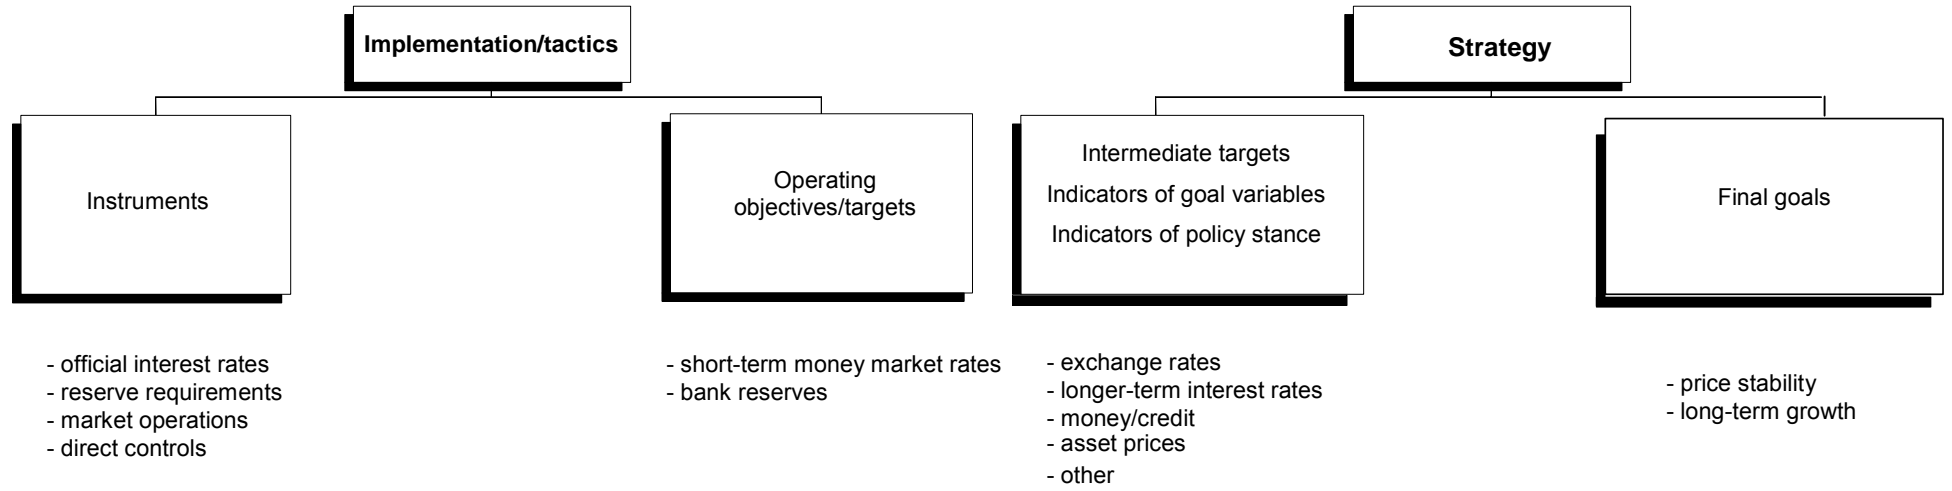 Implementation/tactics
Strategy
Instruments
Operating
objectives/targets
Intermediate targets
Indicators of goal variables
Indicators of policy stance
Final goals
- official interest rates
- reserve requirements
- market operations
- direct controls
- short-term money market rates
- bank reserves
- exchange rates
- longer-term interest rates
- money/credit
- asset prices
- other
- price stability
- long-term growth